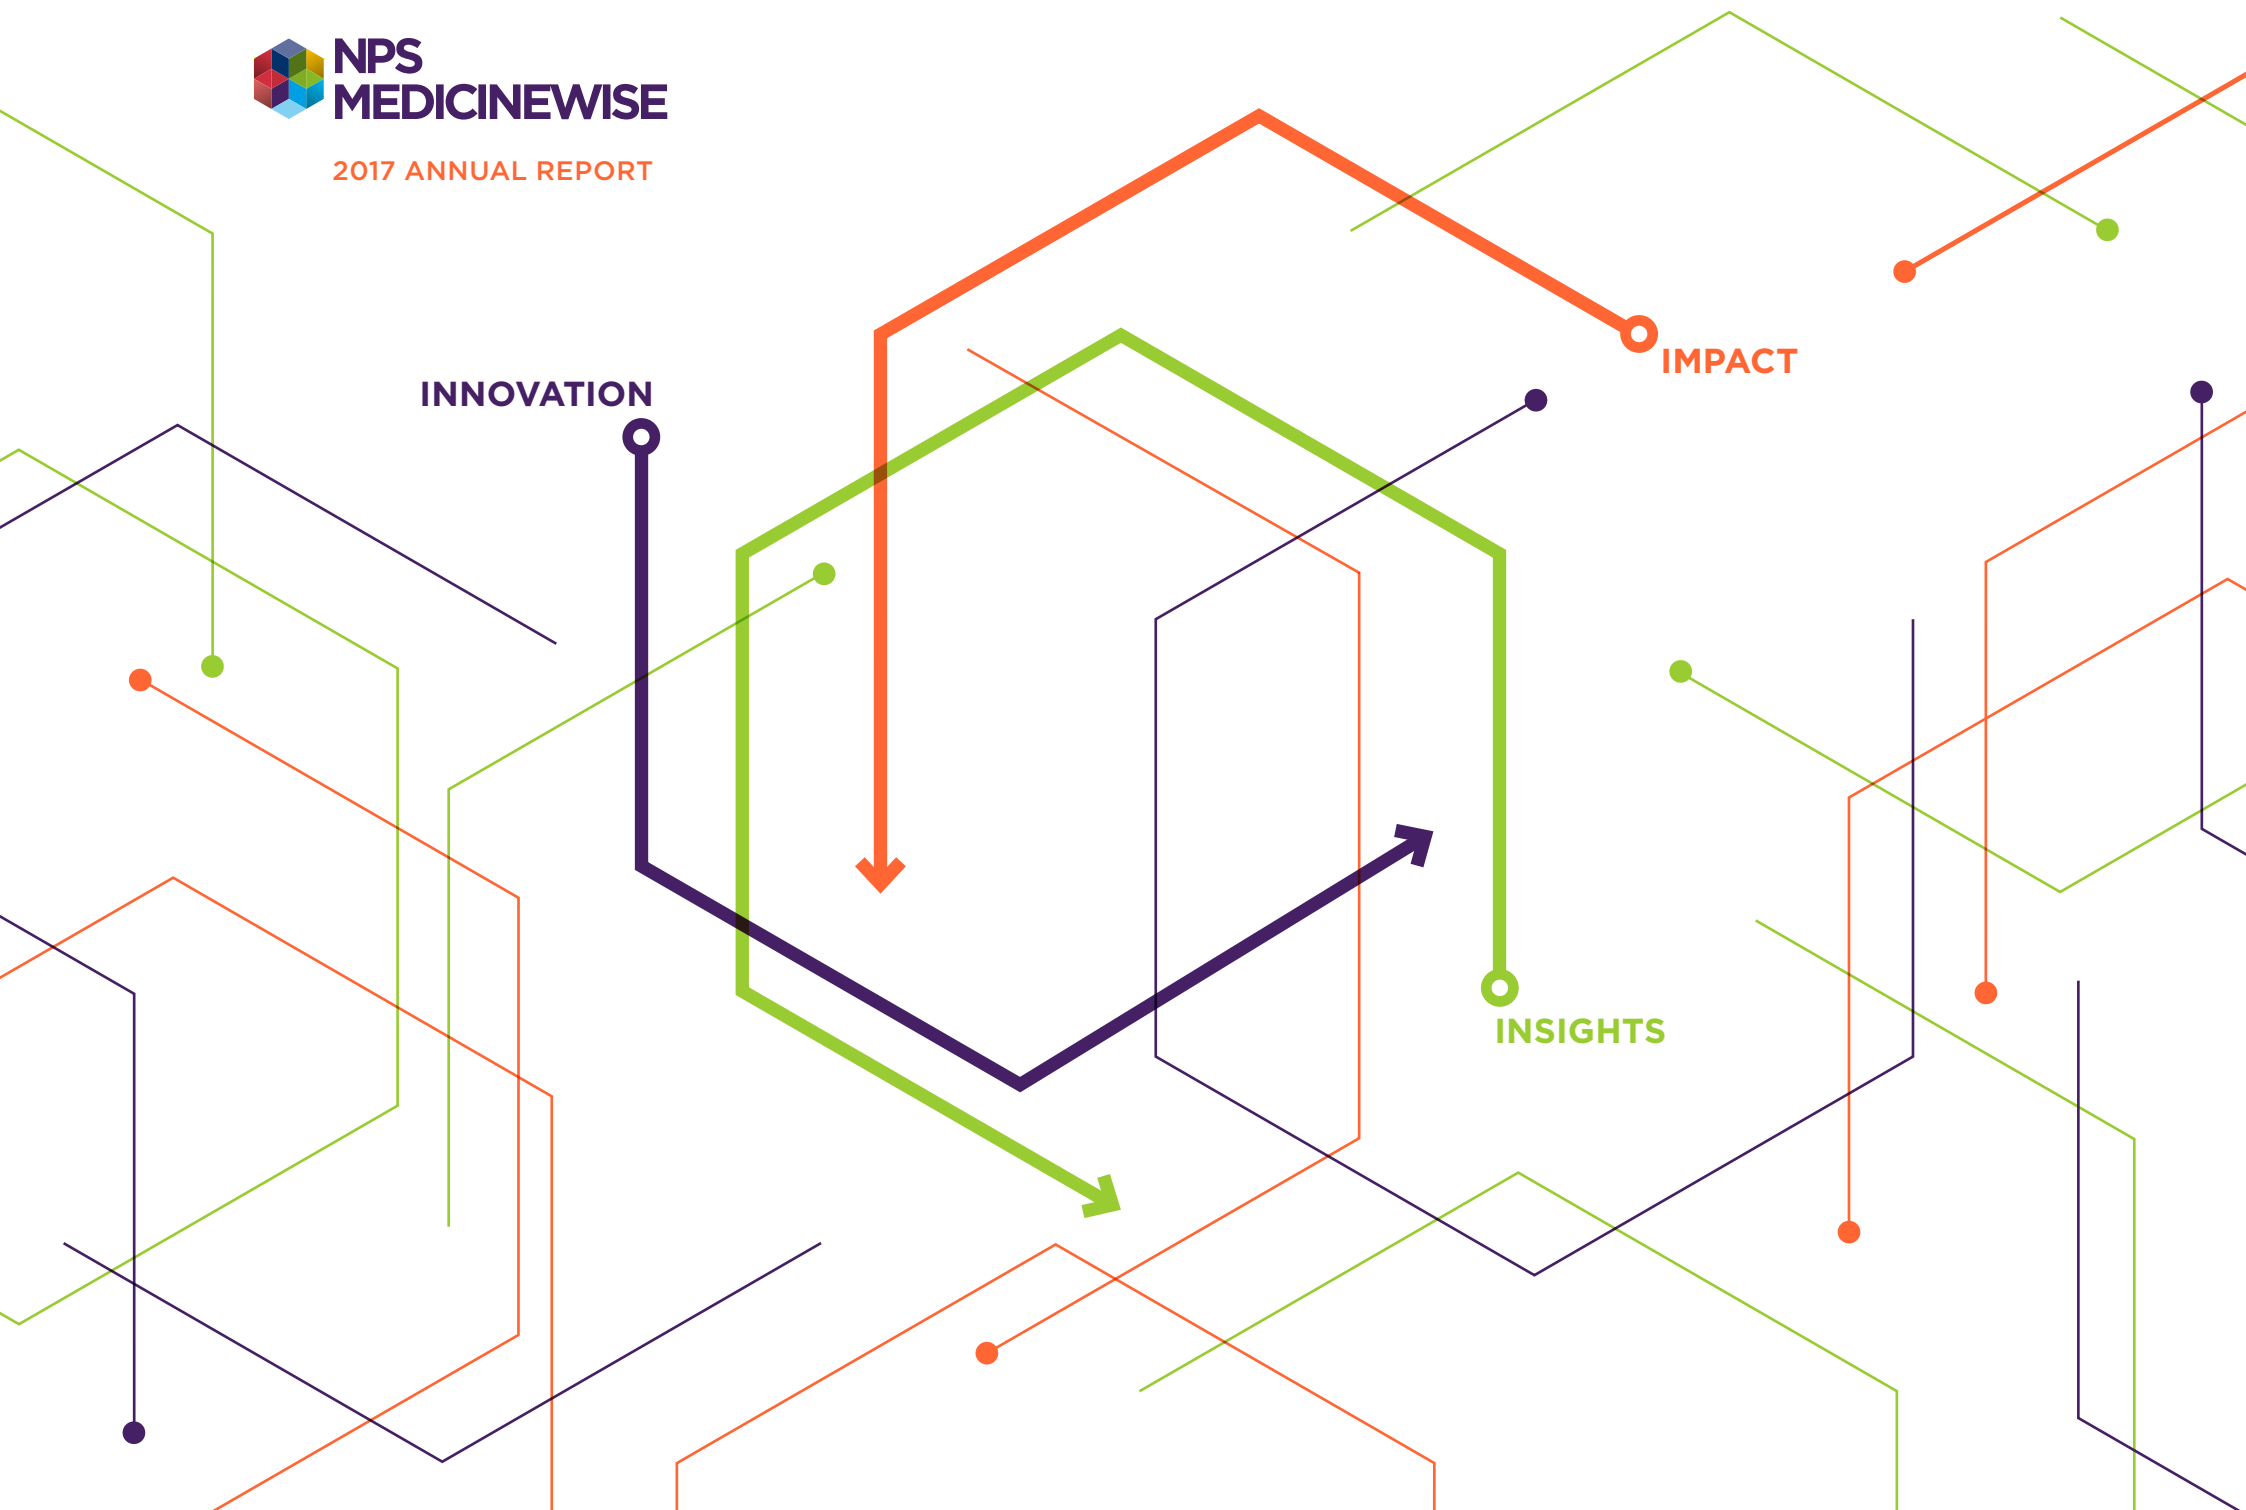 NPS
MEDICINEWISE
2017 ANNUAL REPORT
IMPACT
INNOVATION
INSIGHTS